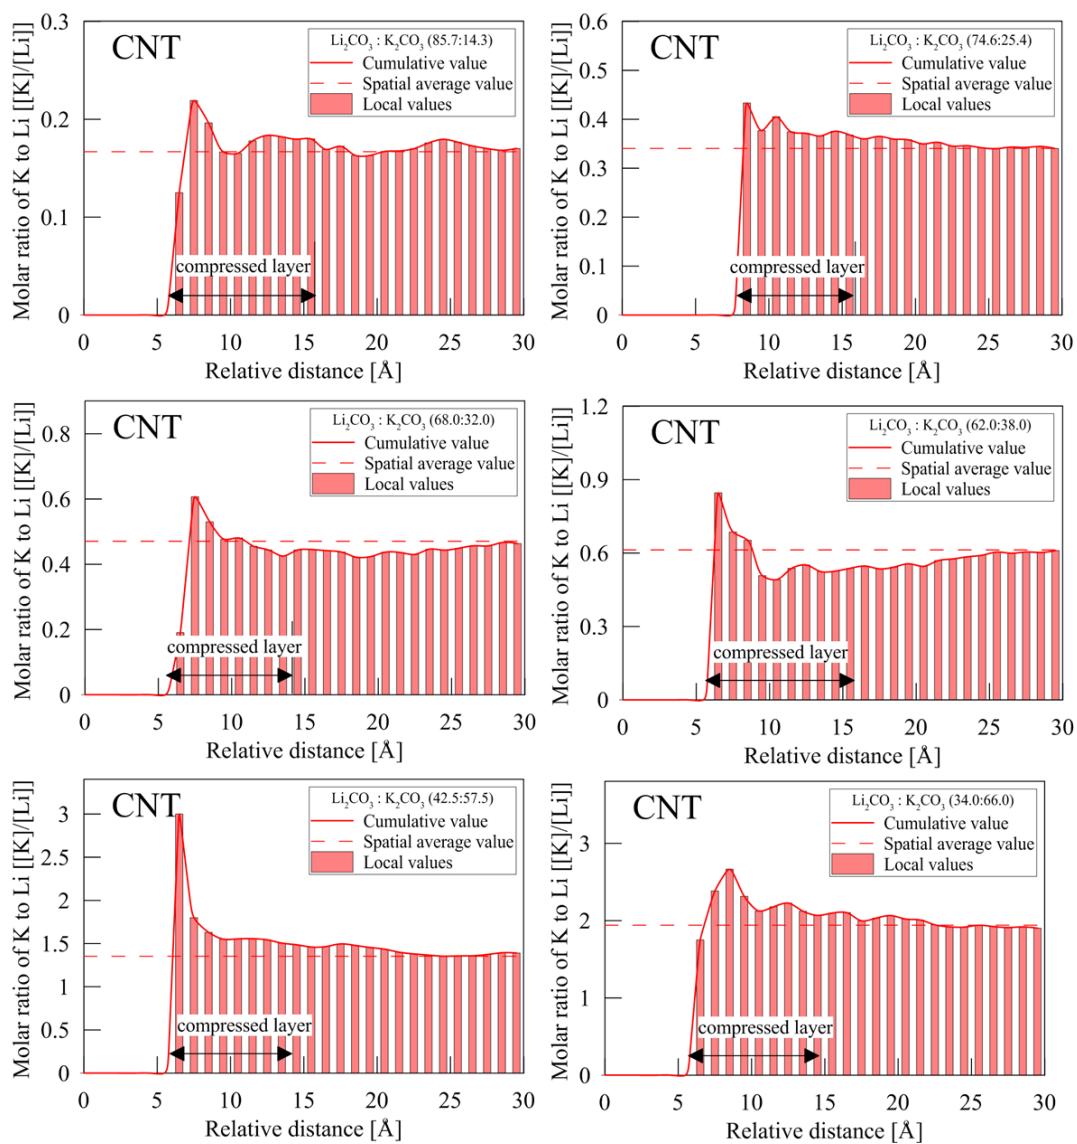 CNT
Li₂CO₃ : K₂CO₃ (85.7:14.3)
Cumulative value
Spatial average value
Local values
Molar ratio of K to Li [[K]/[Li]]
0.3
0.2
0.1
0
compressed layer
0 5 10 15 20 25 30
Relative distance [Å]
CNT
Li₂CO₃ : K₂CO₃ (74.6:25.4)
Cumulative value
Spatial average value
Local values
Molar ratio of K to Li [[K]/[Li]]
0.6
0.5
0.4
0.3
0.2
0.1
0
compressed layer
0 5 10 15 20 25 30
Relative distance [Å]
CNT
Li₂CO₃ : K₂CO₃ (68.0:32.0)
Cumulative value
Spatial average value
Local values
Molar ratio of K to Li [[K]/[Li]]
0.8
0.6
0.4
0.2
0
compressed layer
0 5 10 15 20 25 30
Relative distance [Å]
CNT
Li₂CO₃ : K₂CO₃ (62.0:38.0)
Cumulative value
Spatial average value
Local values
Molar ratio of K to Li [[K]/[Li]]
1.2
0.9
0.6
0.3
0
compressed layer
0 5 10 15 20 25 30
Relative distance [Å]
CNT
Li₂CO₃ : K₂CO₃ (42.5:57.5)
Cumulative value
Spatial average value
Local values
Molar ratio of K to Li [[K]/[Li]]
3
2.5
2
1.5
1
0.5
0
compressed layer
0 5 10 15 20 25 30
Relative distance [Å]
CNT
Li₂CO₃ : K₂CO₃ (34.0:66.0)
Cumulative value
Spatial average value
Local values
Molar ratio of K to Li [[K]/[Li]]
3
2
1
0
compressed layer
0 5 10 15 20 25 30
Relative distance [Å]